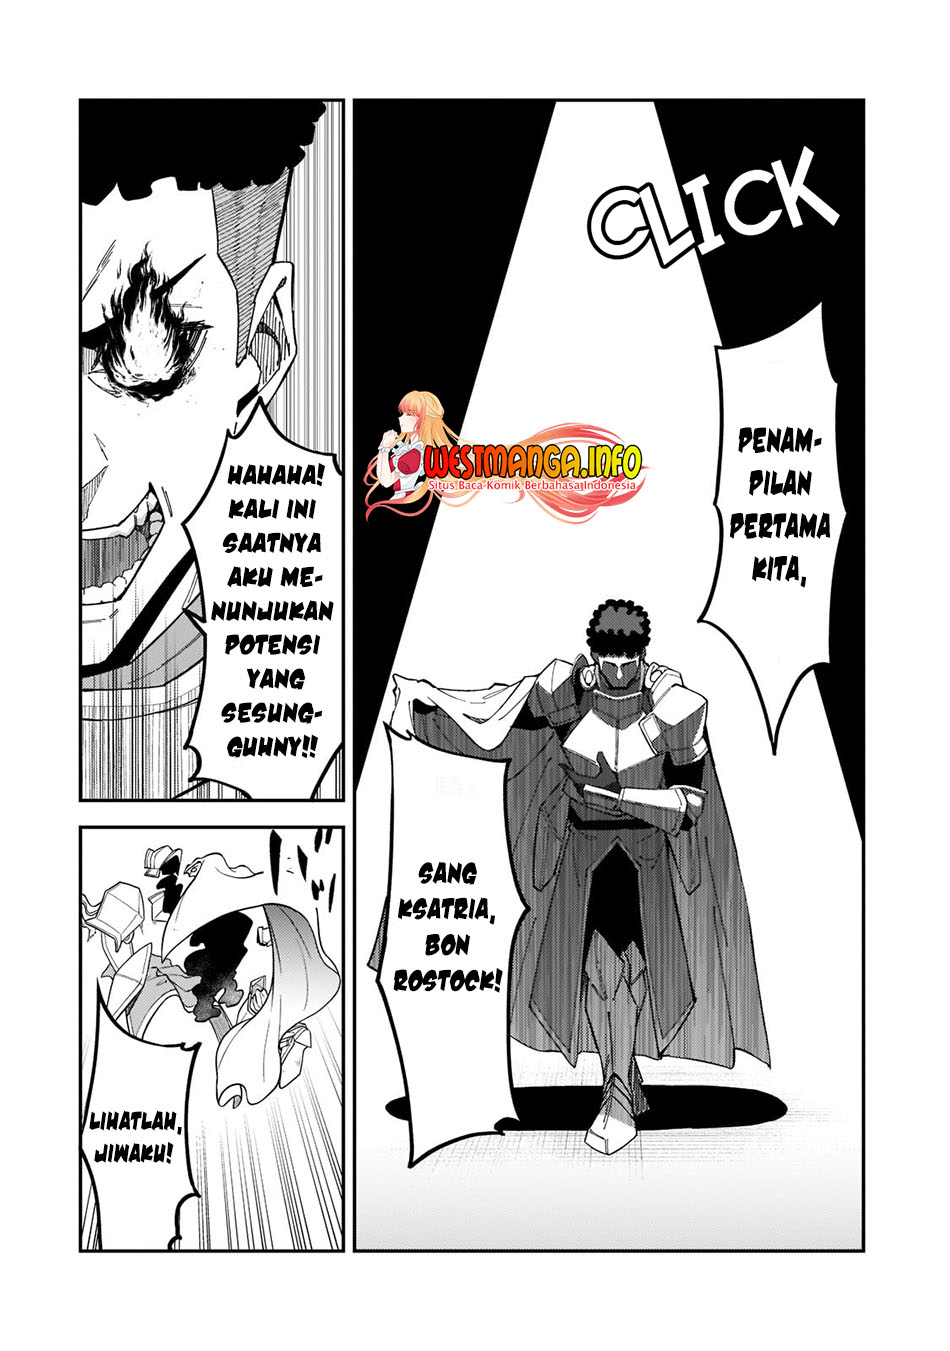 CLICK
PENAM-
PILAN
PERTAMA
KITA,
WESTMANGA.INFO
Situs Baca Komik Berbahasa Indonesia
SANG
KSATRIA,
BON
ROSTOCK!
HAHAHA!
KALI INI
SAATNYA
AKU ME-
NUNJUKAN
POTENSI
YANG
SESUNG-
GUHNY!!
LIHATLAH,
JIWAKU!